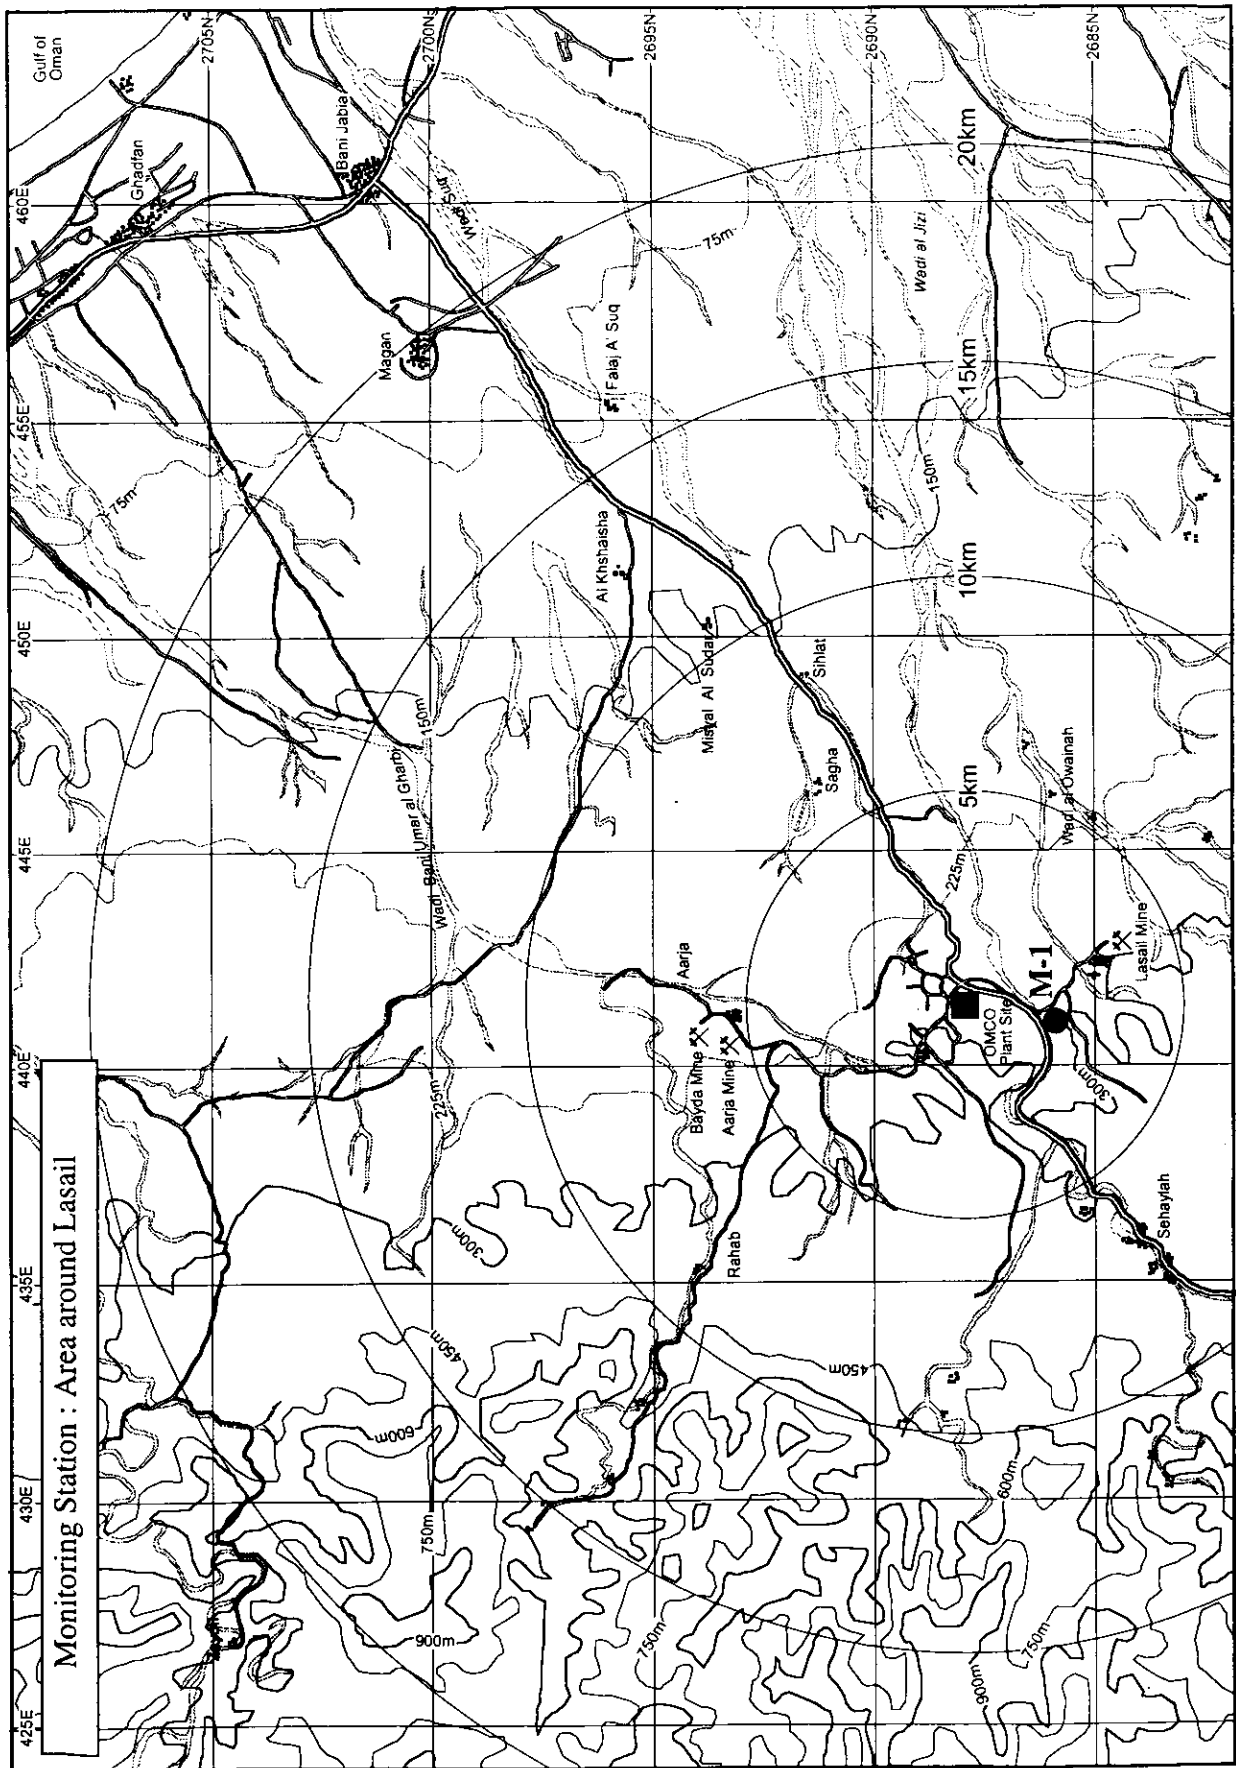 Monitoring Station : Area around Lasail
425E
430E
435E
440E
445E
450E
455E
460E
Gulf of
Oman
2705N
2700N
2695N
2690N
2685N
Ghadfan
Bani Jabia
Wadi Suq
Magan
Falaj A Suq
75m
75m
Wadi al Jizi
20km
15km
10km
5km
150m
150m
Al Khshaisha
Misyal Al Sudar
Sihlat
Sagha
Wadi Bani Umar al Gharby
Wadi al Owainah
225m
225m
Aarja
Bayda Mine
Aarja Mine
OMCO
Plant Site
M-1
Lasail Mine
300m
300m
Rahab
Sehaylah
450m
450m
600m
600m
750m
750m
750m
900m
900m